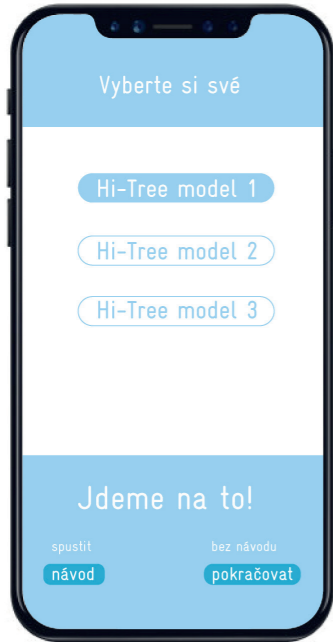 Vyberte si své
Hi-Tree model 1
Hi-Tree model 2
Hi-Tree model 3
Jdeme na to!
spustit
návod
bez návodu
pokračovat